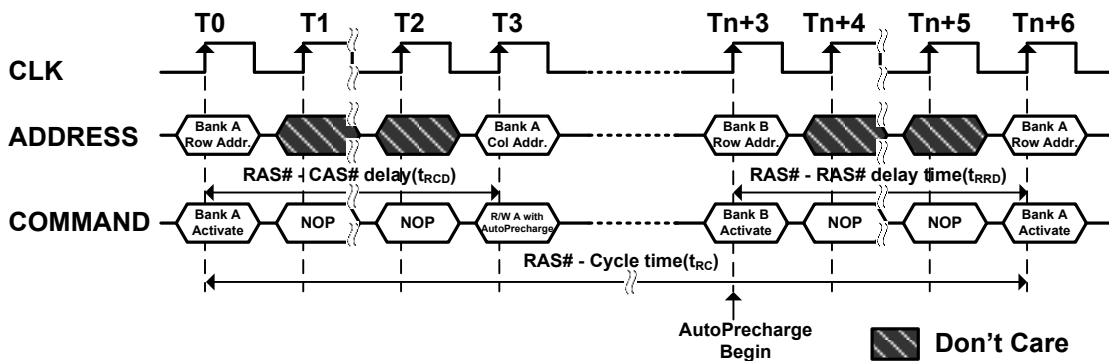 T0 T1 T2 T3 Tn+3 Tn+4 Tn+5 Tn+6
CLK
ADDRESS
Bank A
Row Addr.
Bank A
Col Addr.
Bank B
Row Addr.
Bank A
Row Addr.
RAS# - CAS# delay(tRCD)
RAS# - RAS# delay time(tRRD)
COMMAND
Bank A
Activate
NOP
NOP
R/W A with
AutoPrecharge
Bank B
Activate
NOP
NOP
Bank A
Activate
RAS# - Cycle time(tRC)
AutoPrecharge
Begin
Don't Care